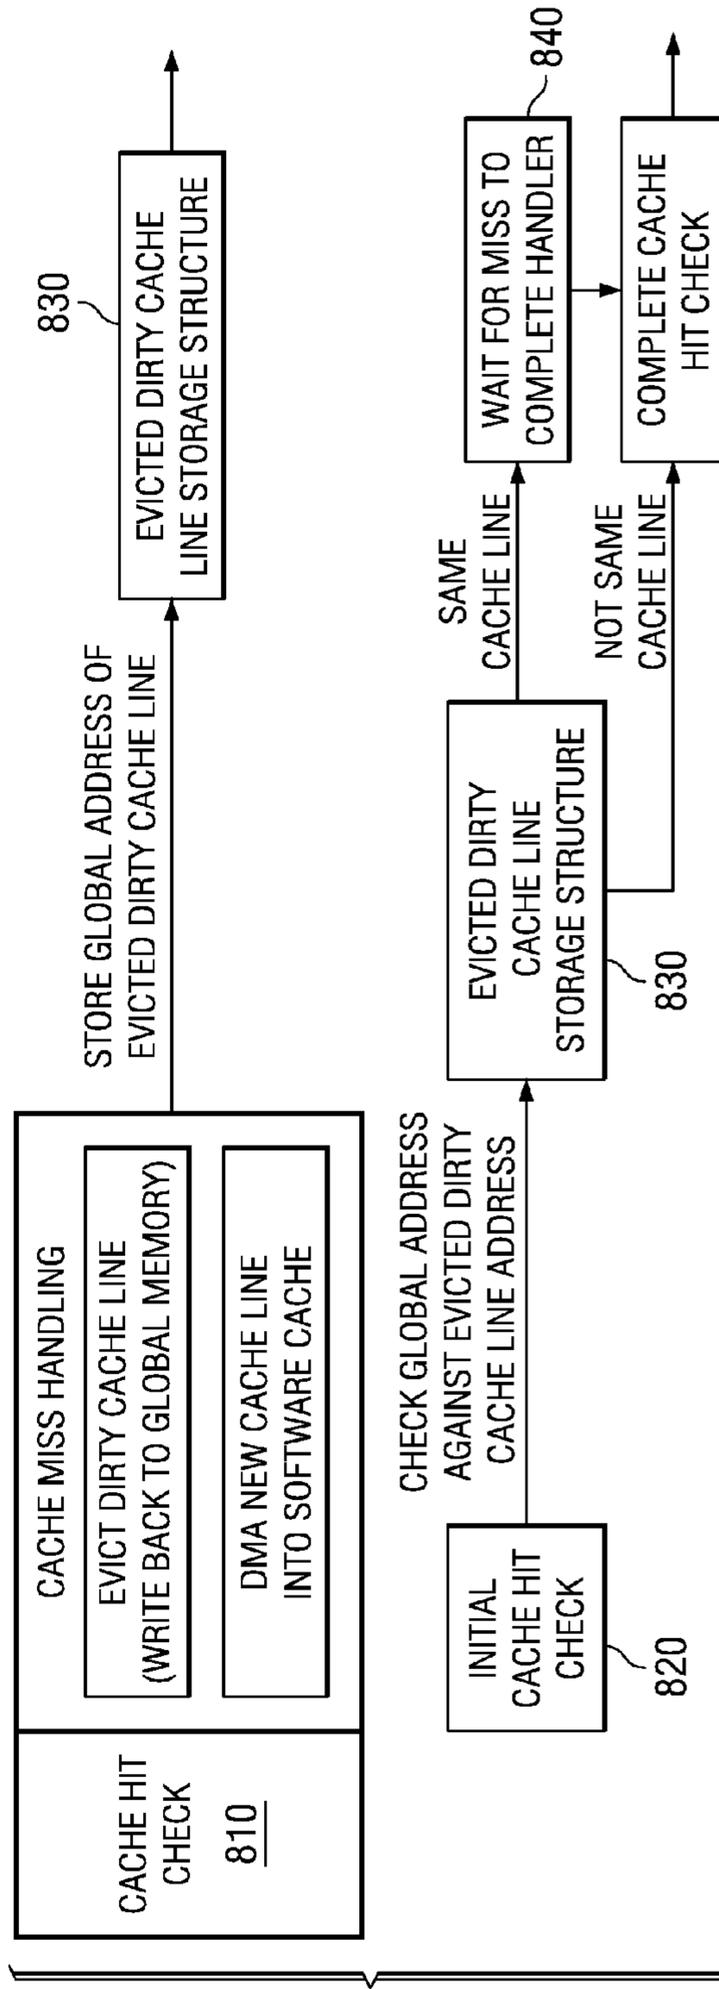 CACHE HIT
CHECK
810
CACHE MISS HANDLING
EVICT DIRTY CACHE LINE
(WRITE BACK TO GLOBAL MEMORY)
DMA NEW CACHE LINE
INTO SOFTWARE CACHE
STORE GLOBAL ADDRESS OF
EVICTED DIRTY CACHE LINE
830
EVICTED DIRTY CACHE
LINE STORAGE STRUCTURE
INITIAL
CACHE HIT
CHECK
820
CHECK GLOBAL ADDRESS
AGAINST EVICTED DIRTY
CACHE LINE ADDRESS
EVICTED DIRTY
CACHE LINE
STORAGE STRUCTURE
830
SAME
CACHE LINE
NOT SAME
CACHE LINE
WAIT FOR MISS TO
COMPLETE HANDLER
840
COMPLETE CACHE
HIT CHECK